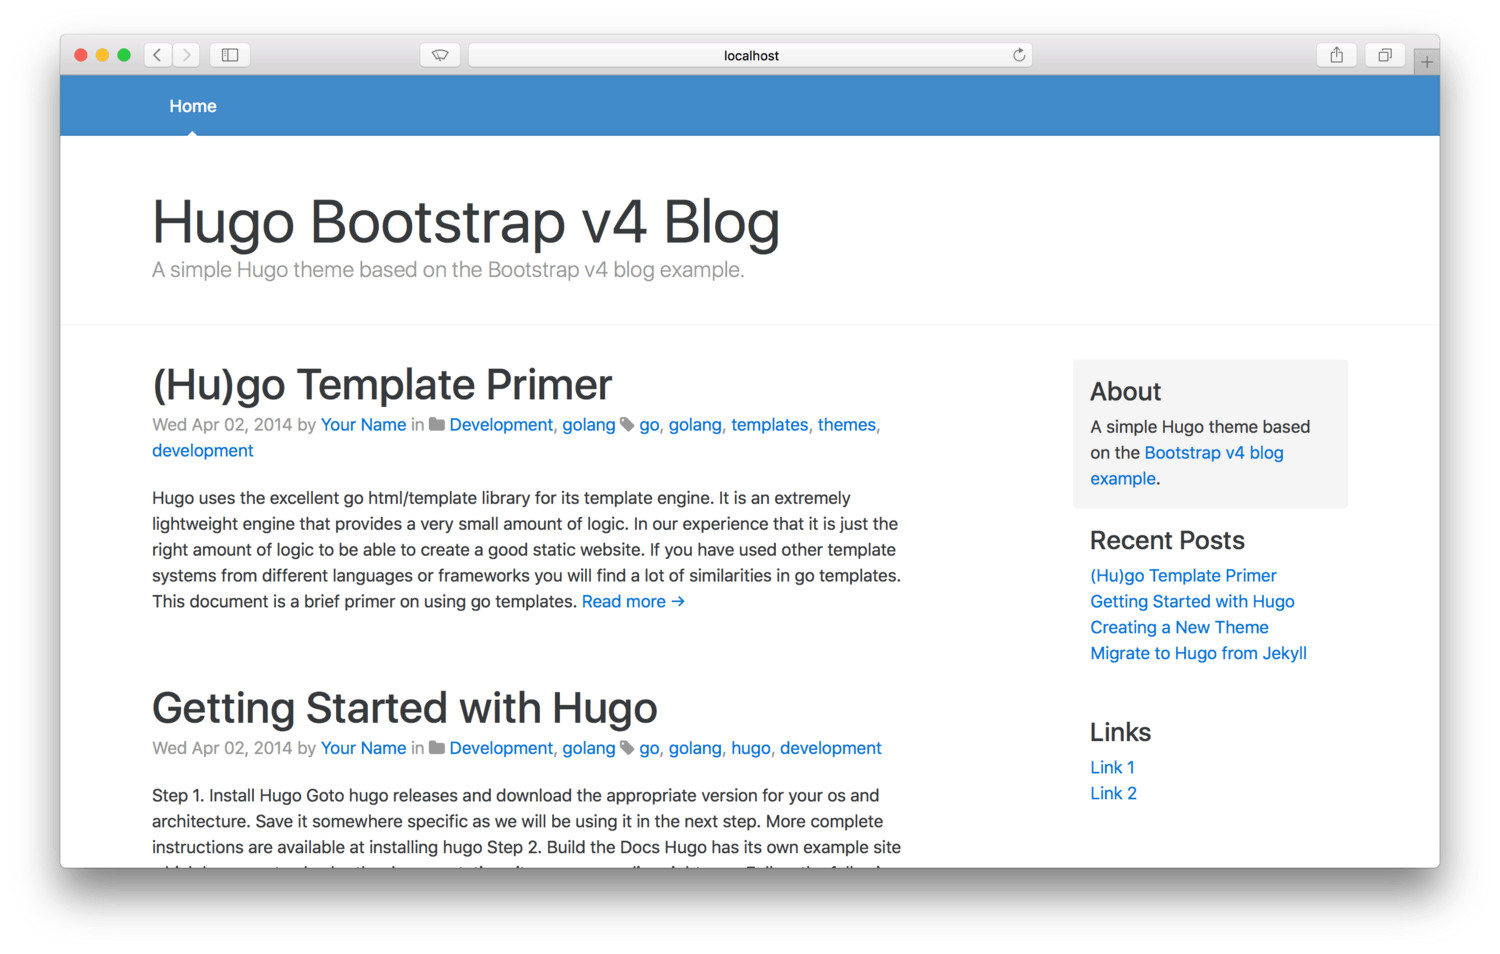 localhost
Home
Hugo Bootstrap v4 Blog
A simple Hugo theme based on the Bootstrap v4 blog example.
(Hu)go Template Primer
Wed Apr 02, 2014 by Your Name in Development, golang go, golang, templates, themes,
development
Hugo uses the excellent go html/template library for its template engine. It is an extremely
lightweight engine that provides a very small amount of logic. In our experience that it is just the
right amount of logic to be able to create a good static website. If you have used other template
systems from different languages or frameworks you will find a lot of similarities in go templates.
This document is a brief primer on using go templates. Read more →
Getting Started with Hugo
Wed Apr 02, 2014 by Your Name in Development, golang go, golang, hugo, development
Step 1. Install Hugo Goto hugo releases and download the appropriate version for your os and
architecture. Save it somewhere specific as we will be using it in the next step. More complete
instructions are available at installing hugo Step 2. Build the Docs Hugo has its own example site
About
A simple Hugo theme based
on the Bootstrap v4 blog
example.
Recent Posts
(Hu)go Template Primer
Getting Started with Hugo
Creating a New Theme
Migrate to Hugo from Jekyll
Links
Link 1
Link 2